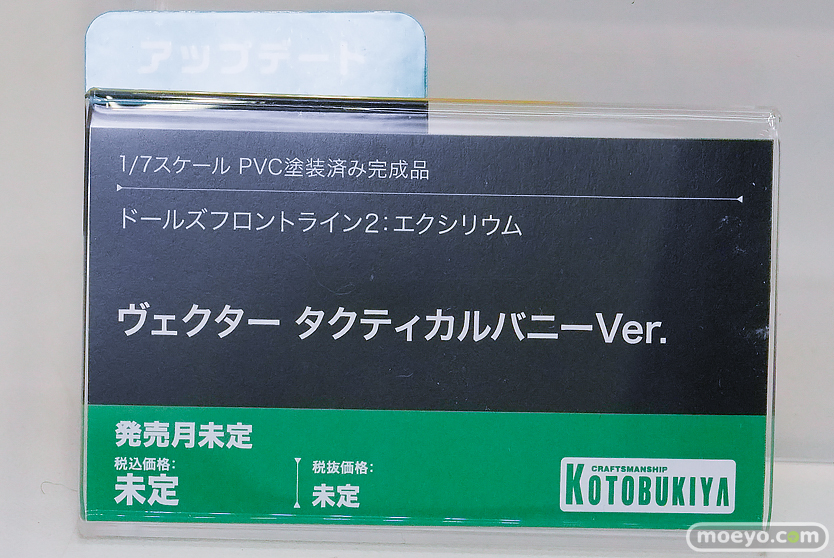 アップデート
1/7スケール PVC塗装済み完成品
ドールズフロントライン2:エクシリウム
ヴェクター タクティカルバニーVer.
発売月未定
税込価格:
未定
税抜価格:
未定
CRAFTSMANSHIP
KOTOBUKIYA
moeyo.com